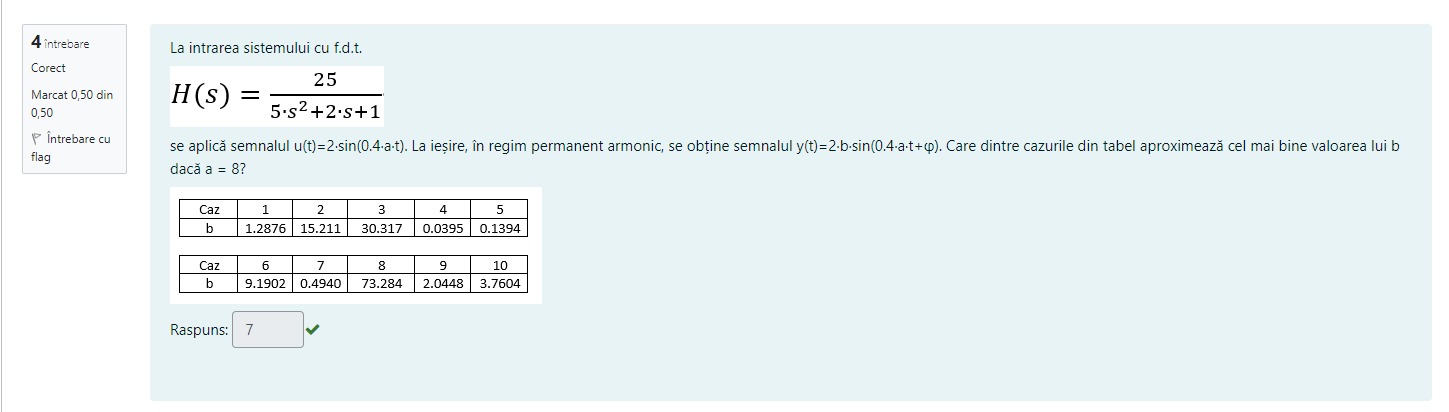 4 întrebare
Corect
Marcat 0,50 din
0,50
Întrebare cu
flag
La intrarea sistemului cu f.d.t.
H(s) = 25 / 5·s²+2·s+1
se aplică semnalul u(t)=2·sin(0.4·a·t). La ieșire, în regim permanent armonic, se obține semnalul y(t)=2·b·sin(0.4·a·t+φ). Care dintre cazurile din tabel aproximează cel mai bine valoarea lui b
dacă a = 8?
Caz 1 2 3 4 5
b 1.2876 15.211 30.317 0.0395 0.1394
Caz 6 7 8 9 10
b 9.1902 0.4940 73.284 2.0448 3.7604
Raspuns: 7